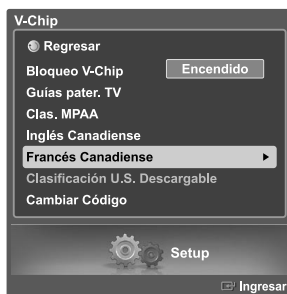 V-Chip
Regresar
Bloqueo V-Chip Encendido
Guías pater. TV
Clas. MPAA
Inglés Canadiense
Francés Canadiense
Clasificación U.S. Descargable
Cambiar Código
Setup
Ingresar